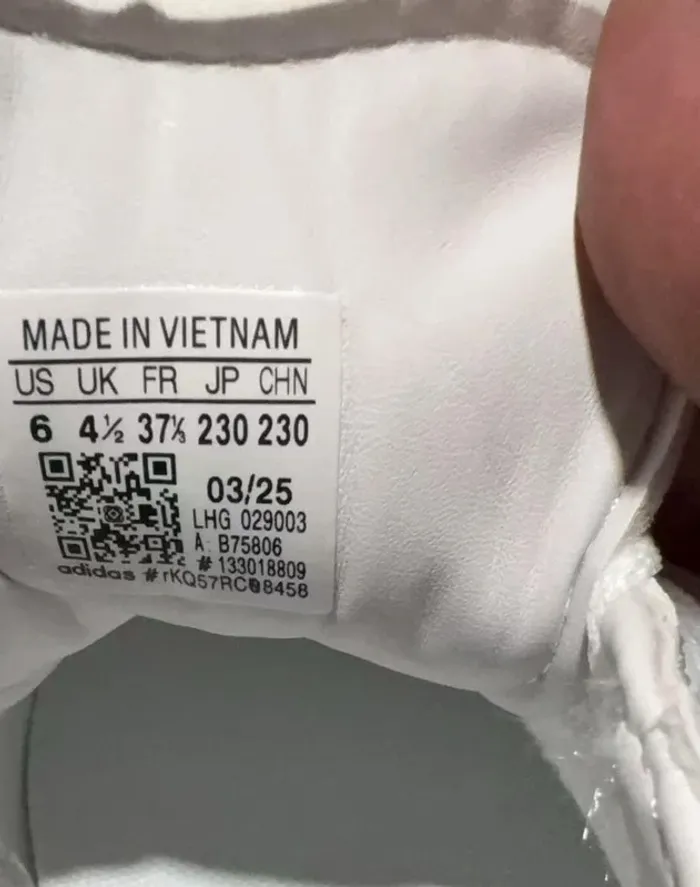 MADE IN VIETNAM
US UK FR JP CHN
6 4½ 37⅓ 230 230
03/25
LHG 029003
A: B75806
# 133018809
adidas #rKQ57RC08458